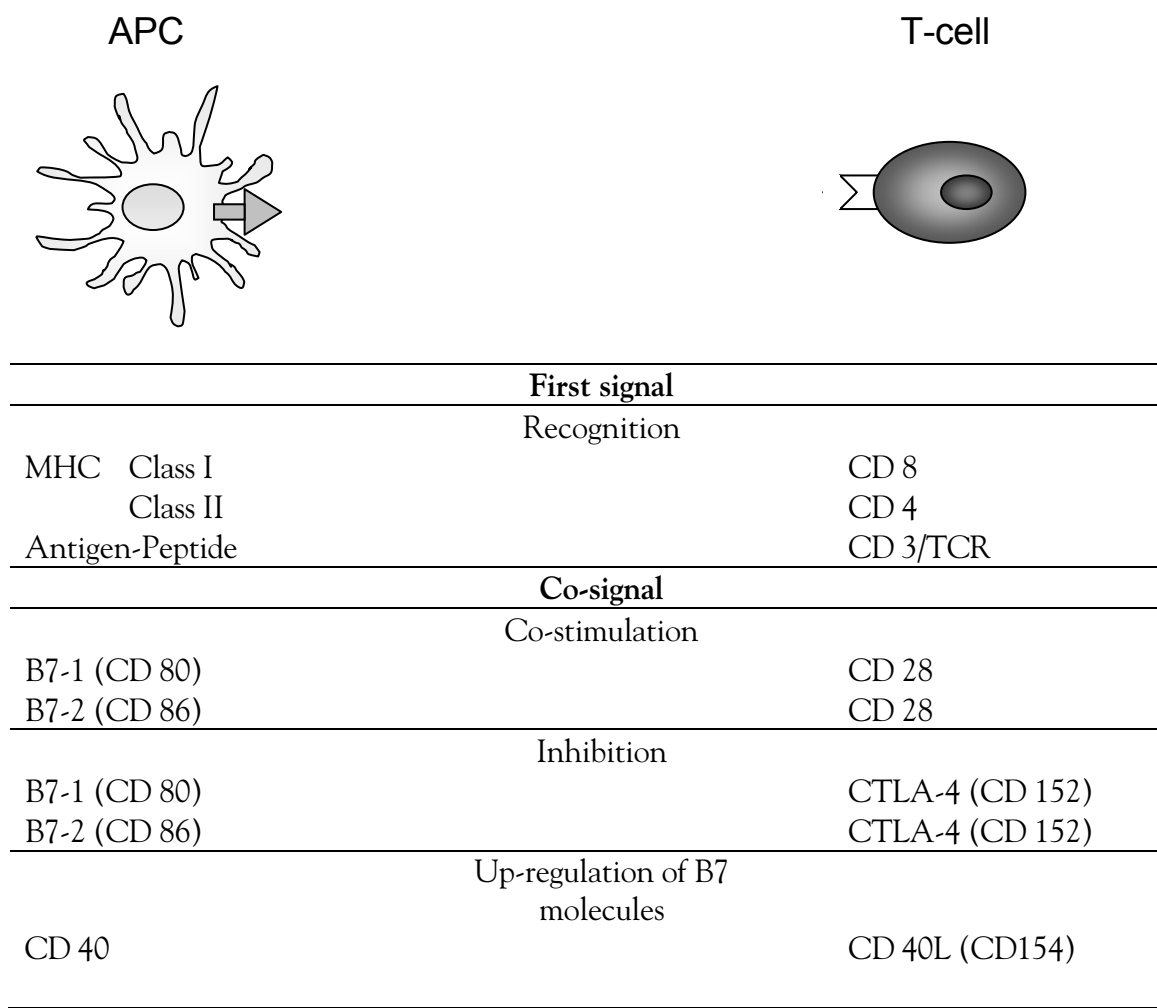 APC T-cell
First signal
Recognition
MHC Class I CD 8
Class II CD 4
Antigen-Peptide CD 3/TCR
Co-signal
Co-stimulation
B7-1 (CD 80) CD 28
B7-2 (CD 86) CD 28
Inhibition
B7-1 (CD 80) CTLA-4 (CD 152)
B7-2 (CD 86) CTLA-4 (CD 152)
Up-regulation of B7
molecules
CD 40 CD 40L (CD154)